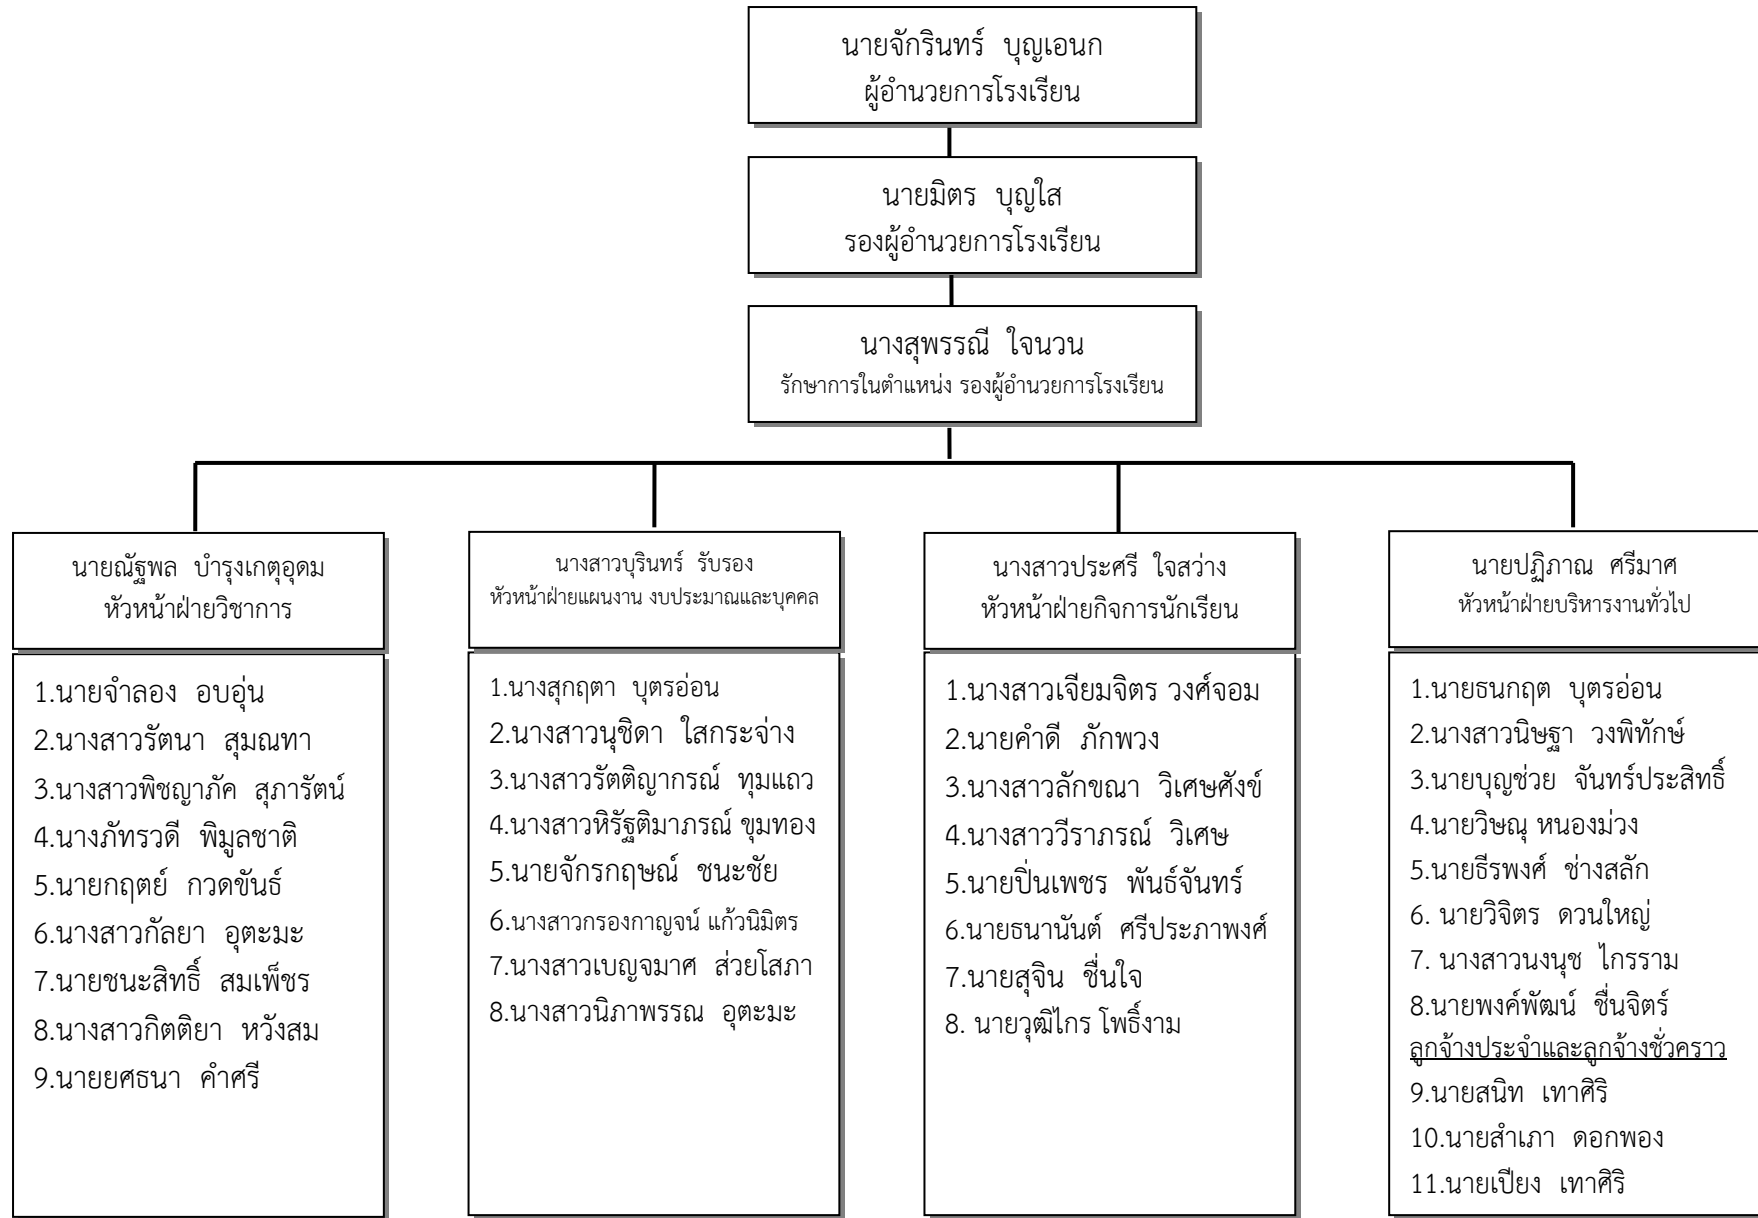 นายจักรินทร์ บุญเอนก
ผู้อำนวยการโรงเรียน
นายมิตร บุญใส
รองผู้อำนวยการโรงเรียน
นางสุพรรณี ใจนวน
รักษาการในตำแหน่ง รองผู้อำนวยการโรงเรียน
นายณัฐพล บำรุงเกตุอุดม
หัวหน้าฝ่ายวิชาการ
1.นายจำลอง อบอุ่น
2.นางสาวรัตนา สุมณฑา
3.นางสาวพิชญาภัค สุภารัตน์
4.นางภัทรวดี พิมูลชาติ
5.นายกฤตย์ กวดขันธ์
6.นางสาวกัลยา อุตะมะ
7.นายชนะสิทธิ์ สมเพ็ชร
8.นางสาวกิตติยา หวังสม
9.นายยศธนา คำศรี
นางสาวบุรินทร์ รับรอง
หัวหน้าฝ่ายแผนงาน งบประมาณและบุคคล
1.นางสุกฤตา บุตรอ่อน
2.นางสาวนุชิดา ใสกระจ่าง
3.นางสาวรัตติญากรณ์ ทุมแถว
4.นางสาวหิรัฐติมาภรณ์ ขุมทอง
5.นายจักรกฤษณ์ ชนะชัย
6.นางสาวกรองกาญจน์ แก้วนิมิตร
7.นางสาวเบญจมาศ ส่วยโสภา
8.นางสาวนิภาพรรณ อุตะมะ
นางสาวประศรี ใจสว่าง
หัวหน้าฝ่ายกิจการนักเรียน
1.นางสาวเจียมจิตร วงศ์จอม
2.นายคำดี ภักพวง
3.นางสาวลักขณา วิเศษศังข์
4.นางสาววีราภรณ์ วิเศษ
5.นายปิ่นเพชร พันธ์จันทร์
6.นายธนานันต์ ศรีประภาพงศ์
7.นายสุจิน ชื่นใจ
8. นายวุฒิไกร โพธิ์งาม
นายปฏิภาณ ศรีมาศ
หัวหน้าฝ่ายบริหารงานทั่วไป
1.นายธนกฤต บุตรอ่อน
2.นางสาวนิษฐา วงพิทักษ์
3.นายบุญช่วย จันทร์ประสิทธิ์
4.นายวิษณุ หนองม่วง
5.นายธีรพงศ์ ช่างสลัก
6. นายวิจิตร ดวนใหญ่
7. นางสาวนงนุช ไกรราม
8.นายพงค์พัฒน์ ชื่นจิตร์
ลูกจ้างประจำและลูกจ้างชั่วคราว
9.นายสนิท เทาศิริ
10.นายสำเภา ดอกพอง
11.นายเปียง เทาศิริ